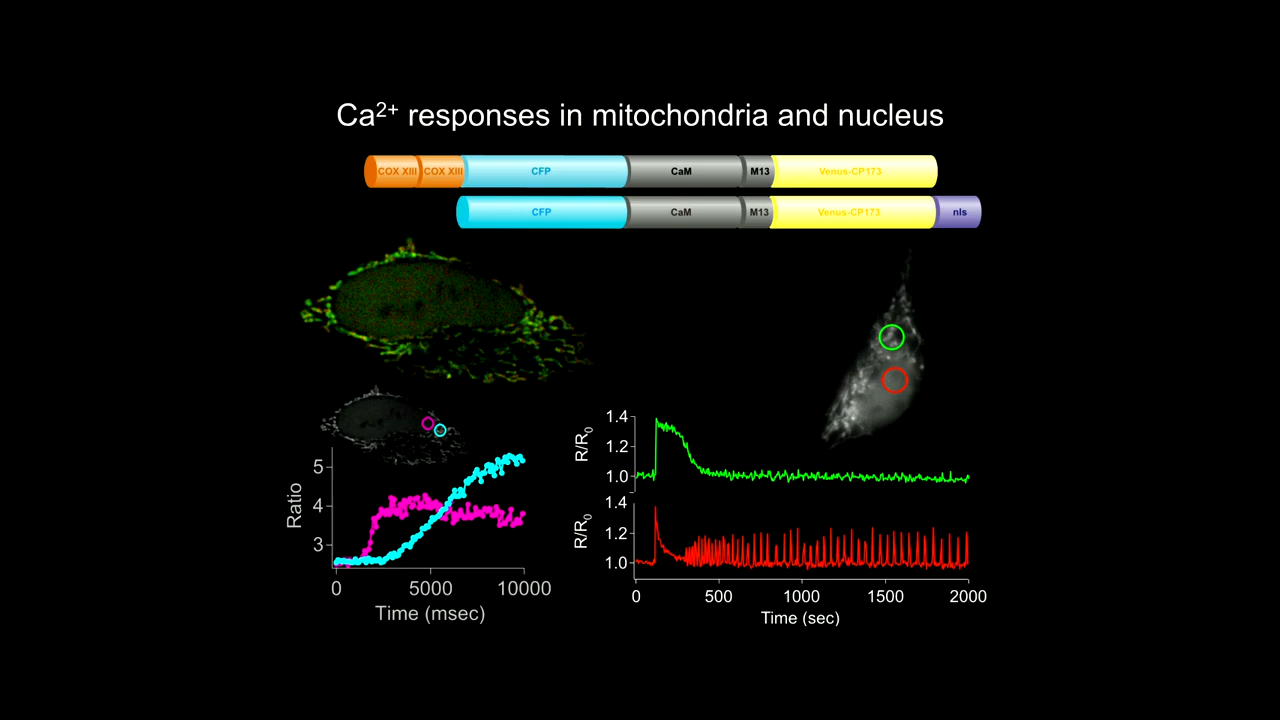 Ca²⁺ responses in mitochondria and nucleus
COX XIII COX XIII CFP CaM M13 Venus-CP173
CFP CaM M13 Venus-CP173 nls
5
4
3
Ratio
0 5000 10000
Time (msec)
1.4
1.2
1.0
R/R₀
1.4
1.2
1.0
R/R₀
0 500 1000 1500 2000
Time (sec)